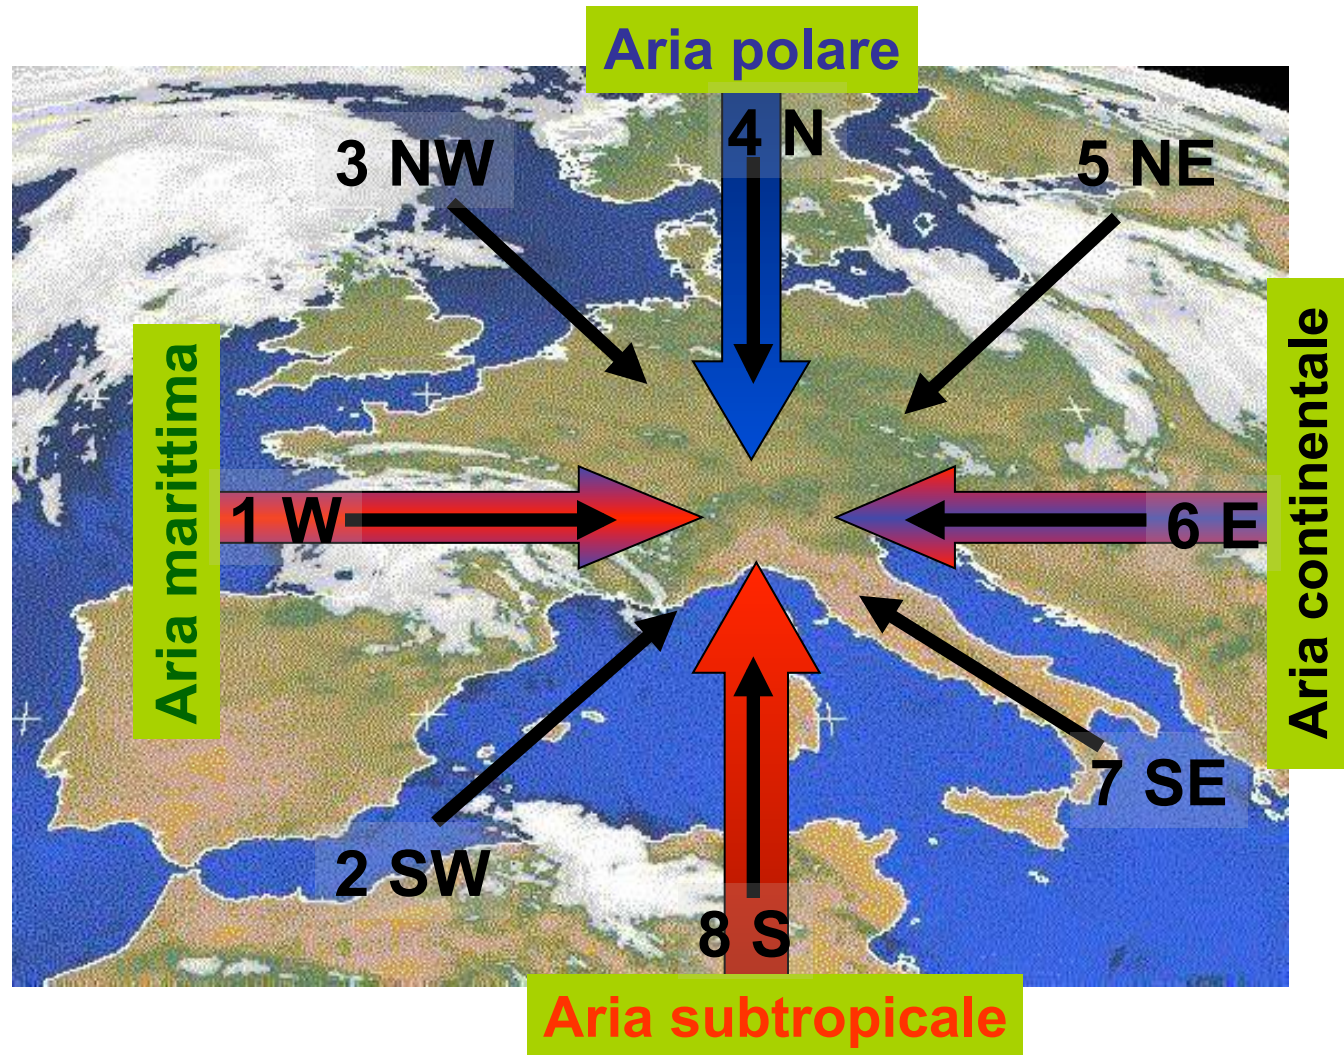 Aria polare
4 N
3 NW
5 NE
Aria marittima
1 W
6 E
Aria continentale
7 SE
2 SW
8 S
Aria subtropicale